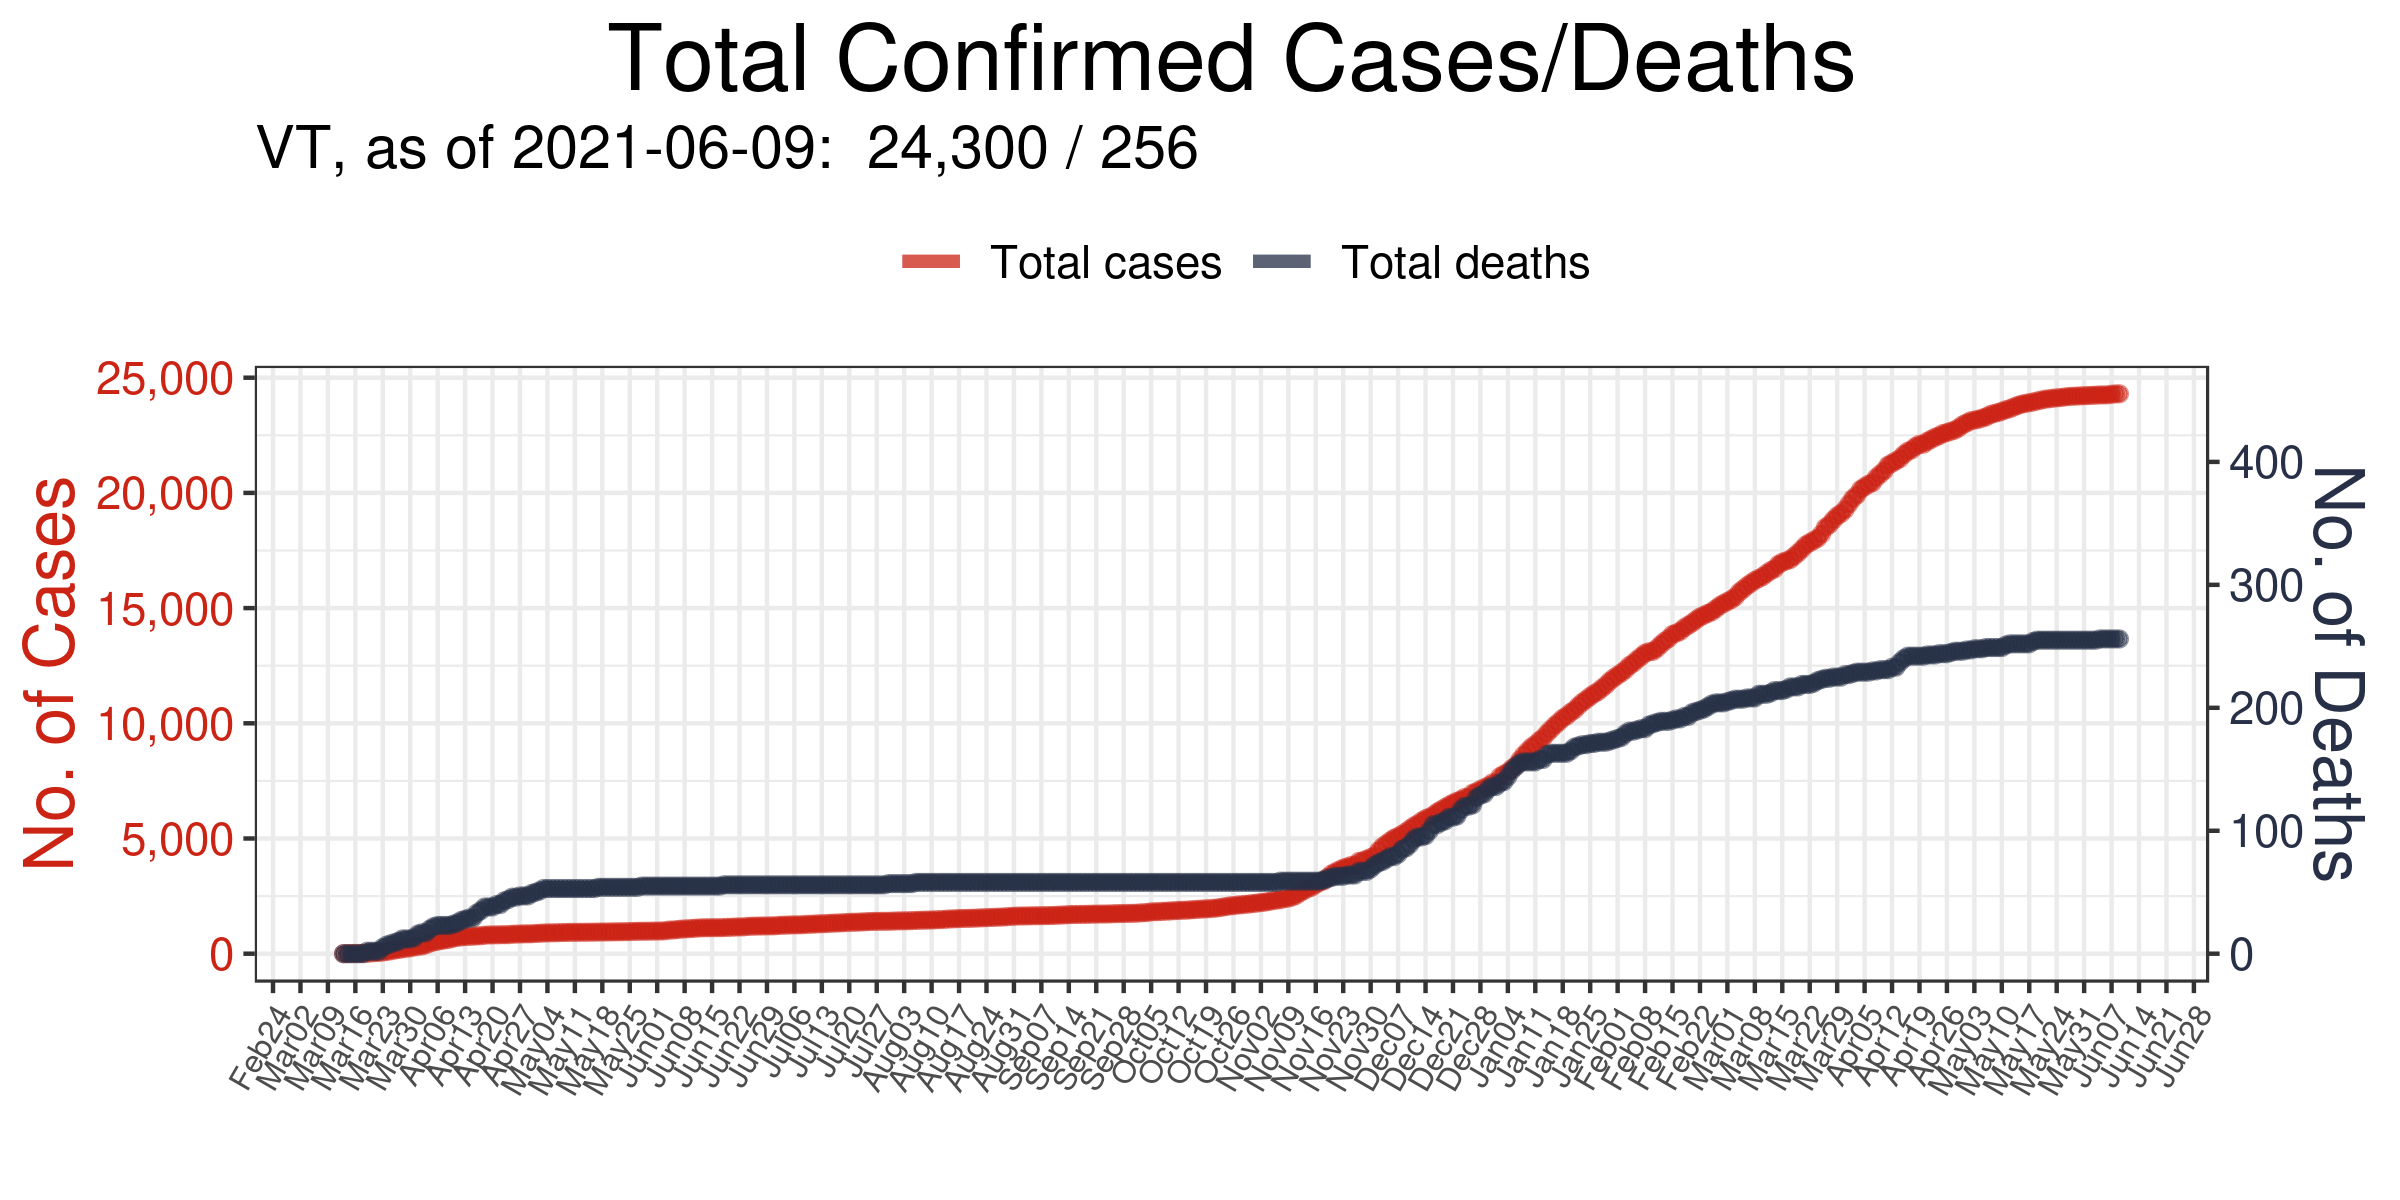 Total Confirmed Cases/Deaths
VT, as of 2021-06-09:  24,300 / 256
Total cases
Total deaths
No. of Cases
25,000
20,000
15,000
10,000
5,000
0
400
300
200
100
0
No. of Deaths
Feb24
Mar02
Mar09
Mar16
Mar23
Mar30
Apr06
Apr13
Apr20
Apr27
May04
May11
May18
May25
Jun01
Jun08
Jun15
Jun22
Jun29
Jul06
Jul13
Jul20
Jul27
Aug03
Aug10
Aug17
Aug24
Aug31
Sep07
Sep14
Sep21
Sep28
Oct05
Oct12
Oct19
Oct26
Nov02
Nov09
Nov16
Nov23
Nov30
Dec07
Dec14
Dec21
Dec28
Jan04
Jan11
Jan18
Jan25
Feb01
Feb08
Feb15
Feb22
Mar01
Mar08
Mar15
Mar22
Mar29
Apr05
Apr12
Apr19
Apr26
May03
May10
May17
May24
May31
Jun07
Jun14
Jun21
Jun28